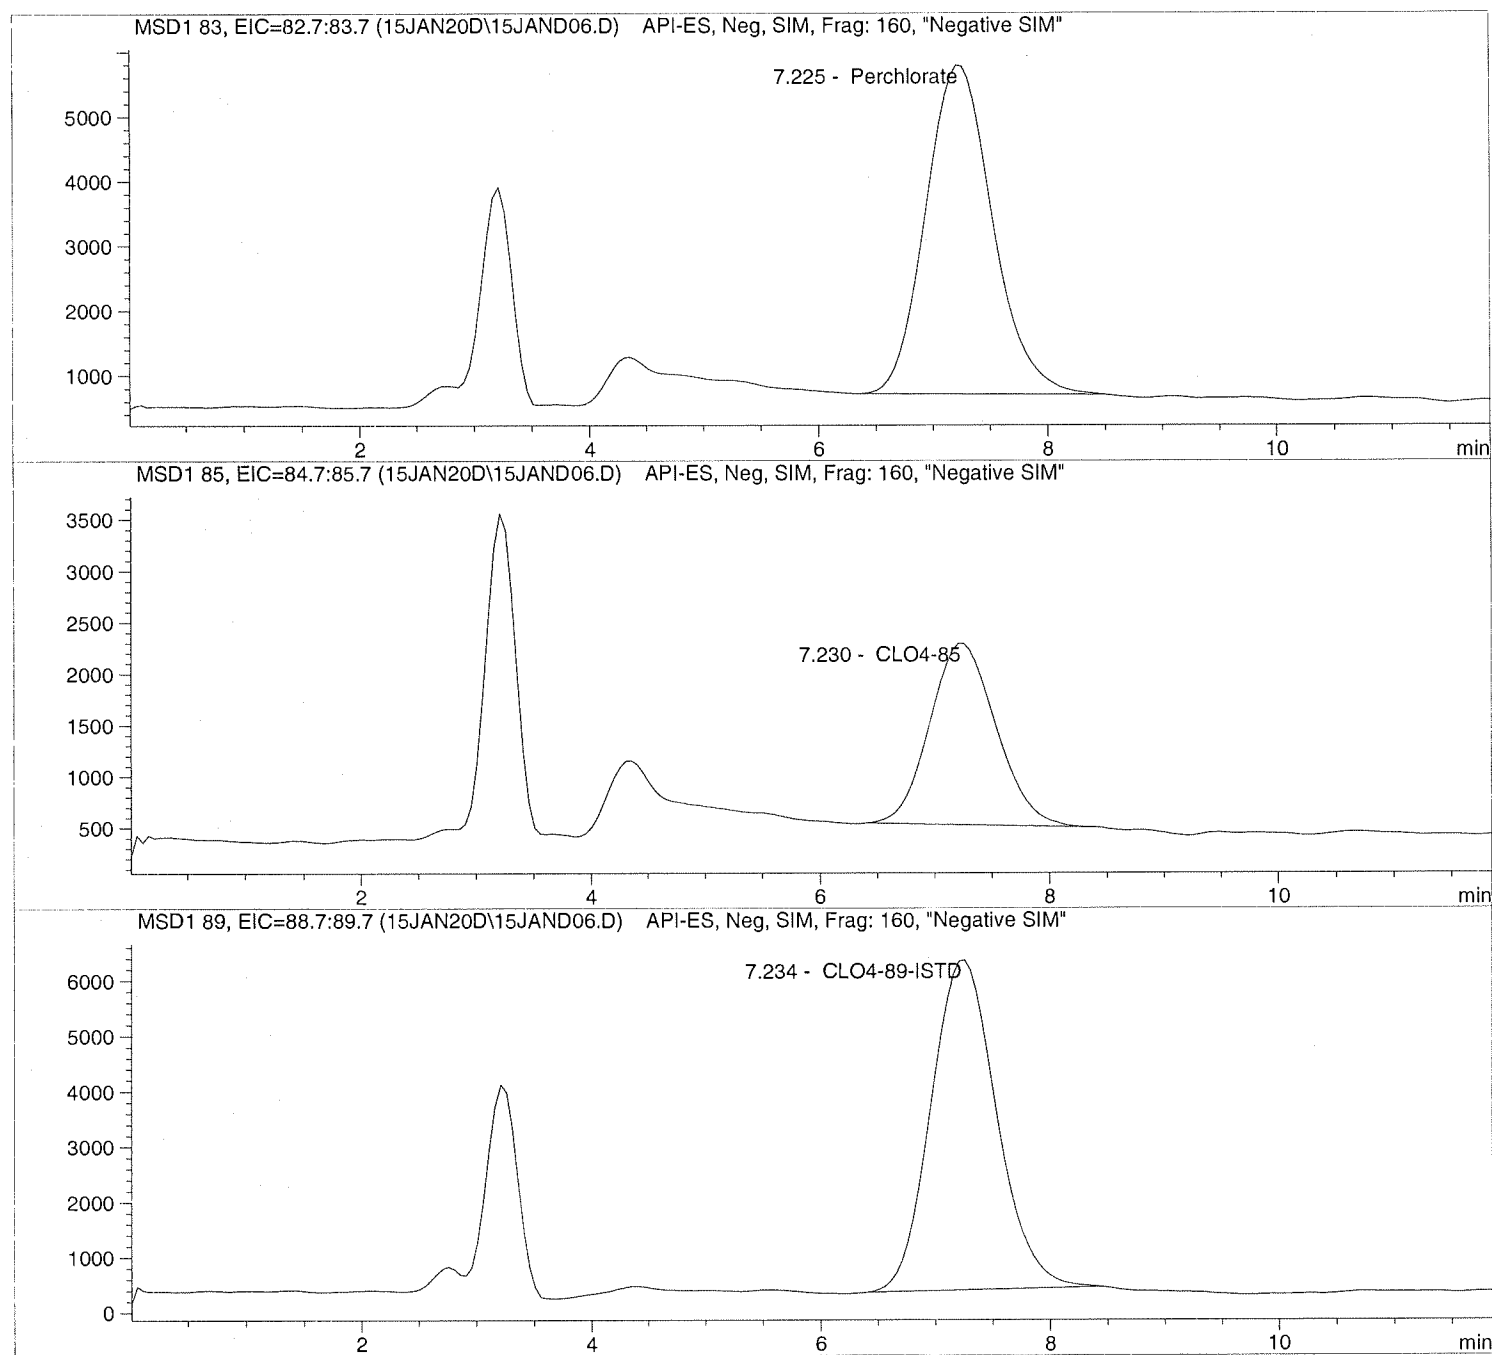 MSD1 83, EIC=82.7:83.7 (15JAN20D\15JAND06.D) API-ES, Neg, SIM, Frag: 160, "Negative SIM"
7.225 - Perchlorate
5000
4000
3000
2000
1000
2 4 6 8 10 min
MSD1 85, EIC=84.7:85.7 (15JAN20D\15JAND06.D) API-ES, Neg, SIM, Frag: 160, "Negative SIM"
3500
3000
2500
7.230 - CLO4-85
2000
1500
1000
500
2 4 6 8 10 min
MSD1 89, EIC=88.7:89.7 (15JAN20D\15JAND06.D) API-ES, Neg, SIM, Frag: 160, "Negative SIM"
7.234 - CLO4-89-ISTD
6000
5000
4000
3000
2000
1000
0
2 4 6 8 10 min